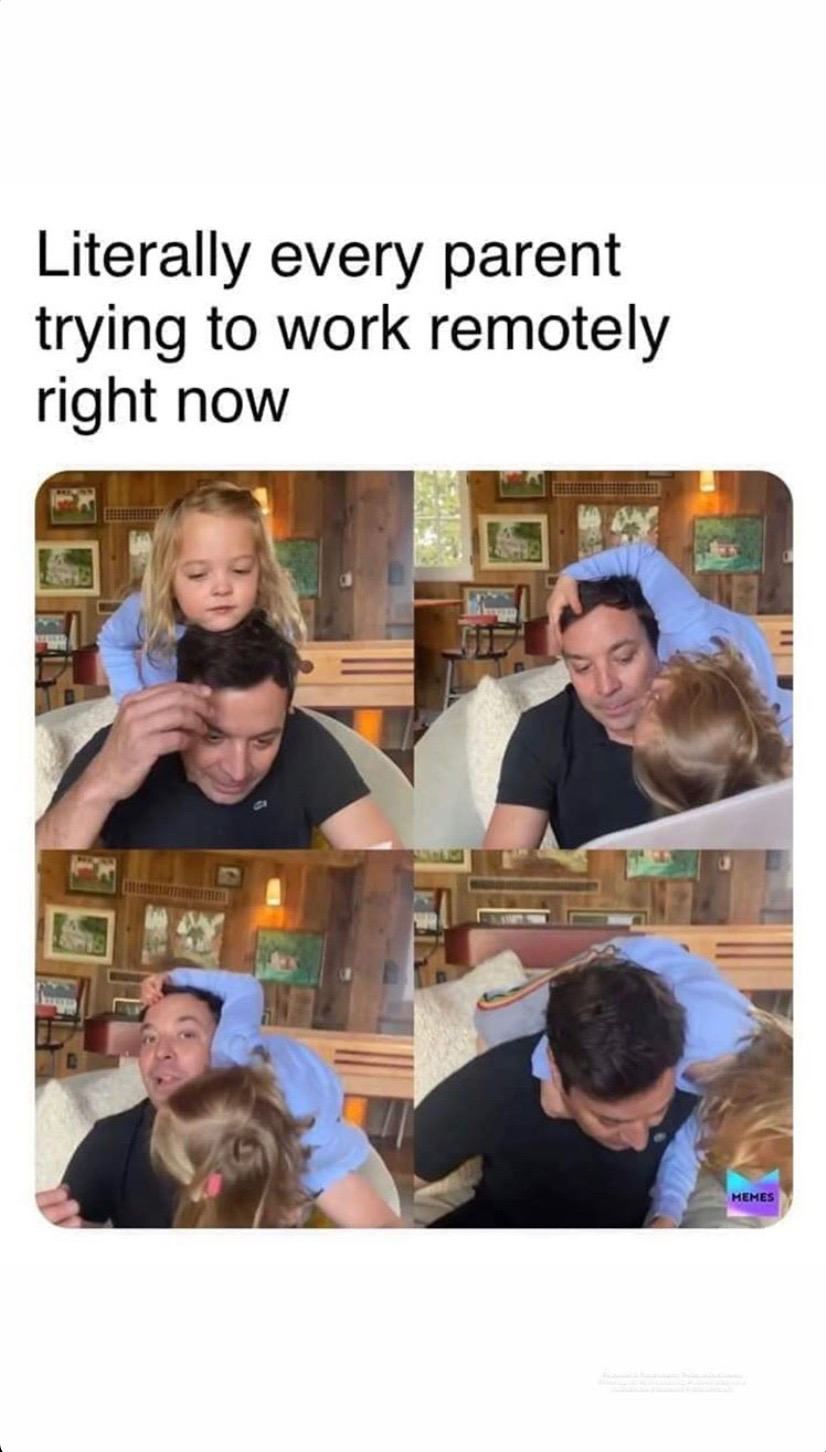 Literally every parent
trying to work remotely
right now
MEMES